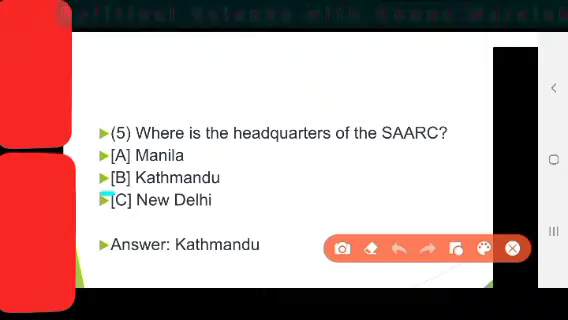 (5) Where is the headquarters of the SAARC?
[A] Manila
[B] Kathmandu
[C] New Delhi
Answer: Kathmandu